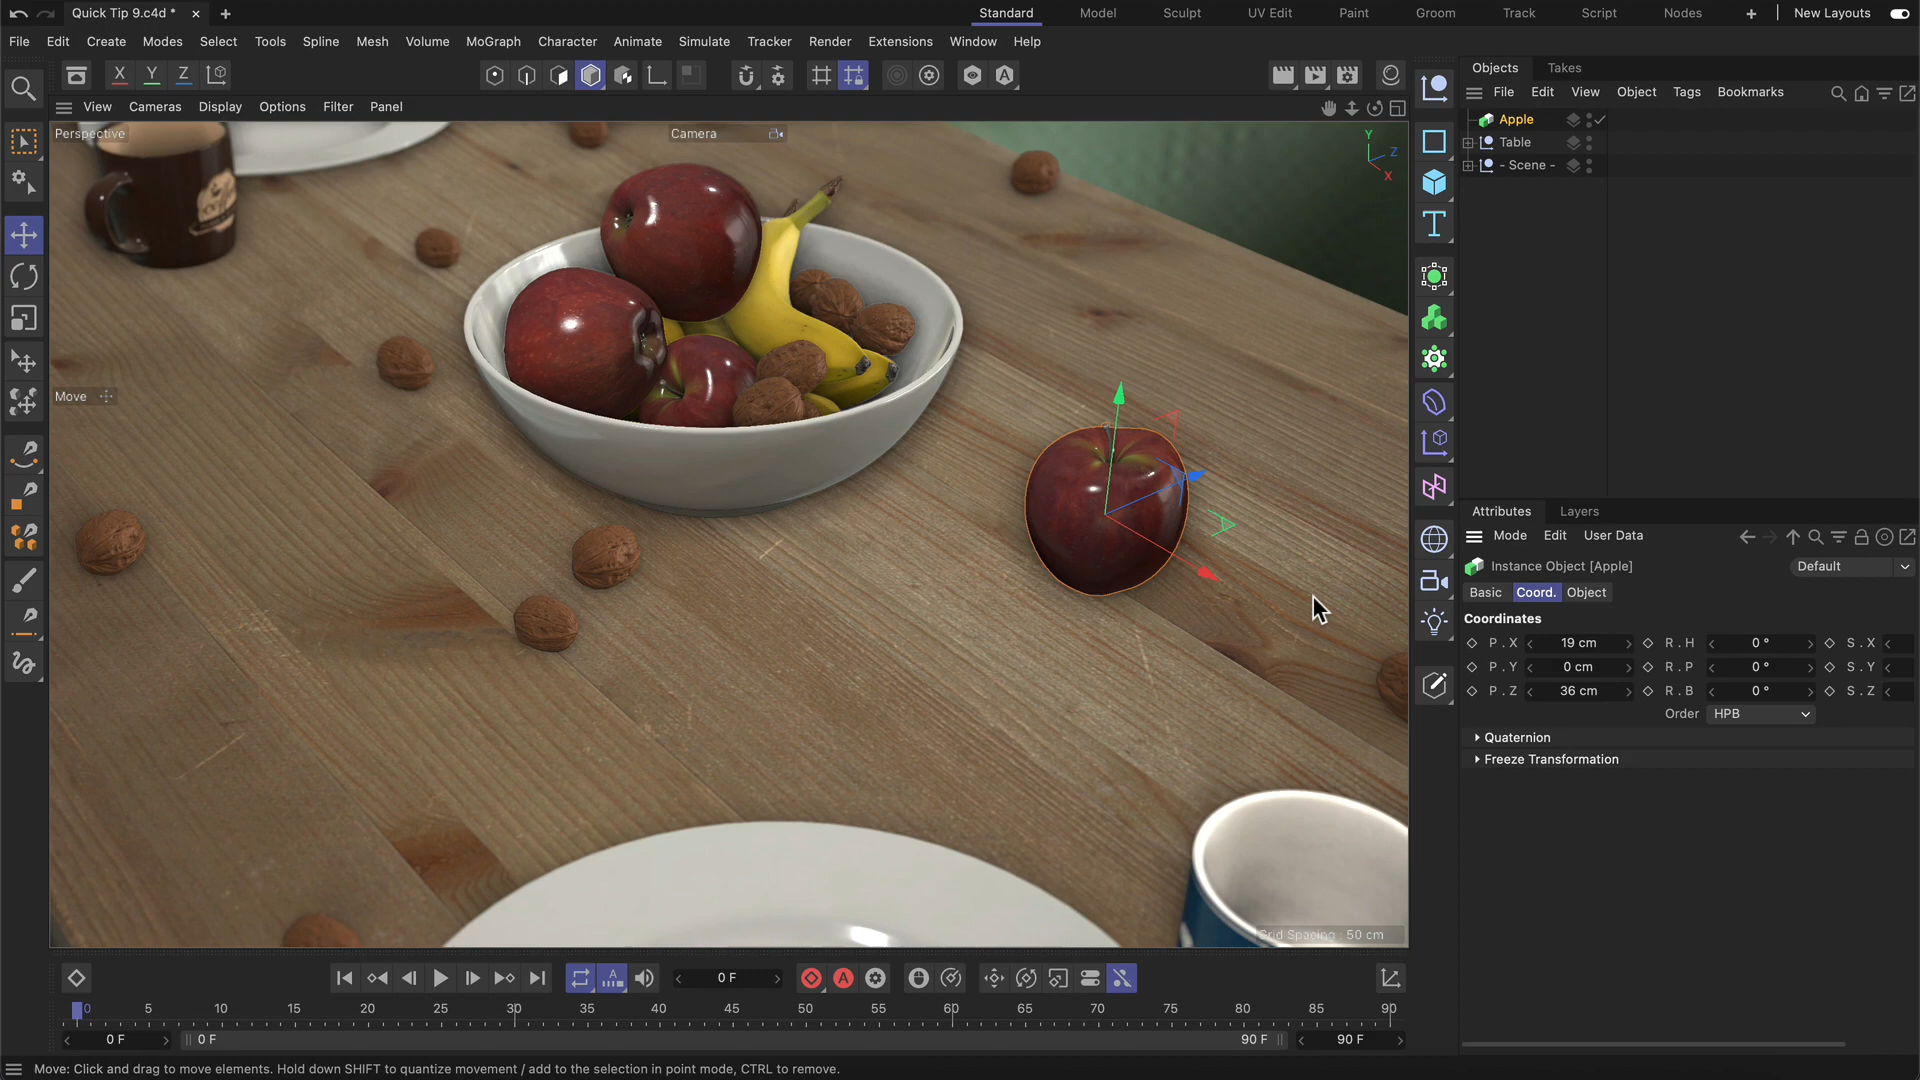 Quick Tip 9.c4d * × +
Standard Model Sculpt UV Edit Paint Groom Track Script Nodes + New Layouts
File Edit Create Modes Select Tools Spline Mesh Volume MoGraph Character Animate Simulate Tracker Render Extensions Window Help
X Y Z
A
Objects Takes
File Edit View Object Tags Bookmarks
View Cameras Display Options Filter Panel
Perspective
Camera
Y
Z
X
Apple
Table
- Scene -
T
Move
Attributes Layers
Mode Edit User Data
Instance Object [Apple]
Default
Basic Coord. Object
Coordinates
P . X 19 cm R . H 0 ° S . X
P . Y 0 cm R . P 0 ° S . Y
P . Z 36 cm R . B 0 ° S . Z
Order HPB
Quaternion
Freeze Transformation
Grid Spacing : 50 cm
A
0 F
A
0 5 10 15 20 25 30 35 40 45 50 55 60 65 70 75 80 85 90
0 F
0 F
90 F
90 F
Move: Click and drag to move elements. Hold down SHIFT to quantize movement / add to the selection in point mode, CTRL to remove.